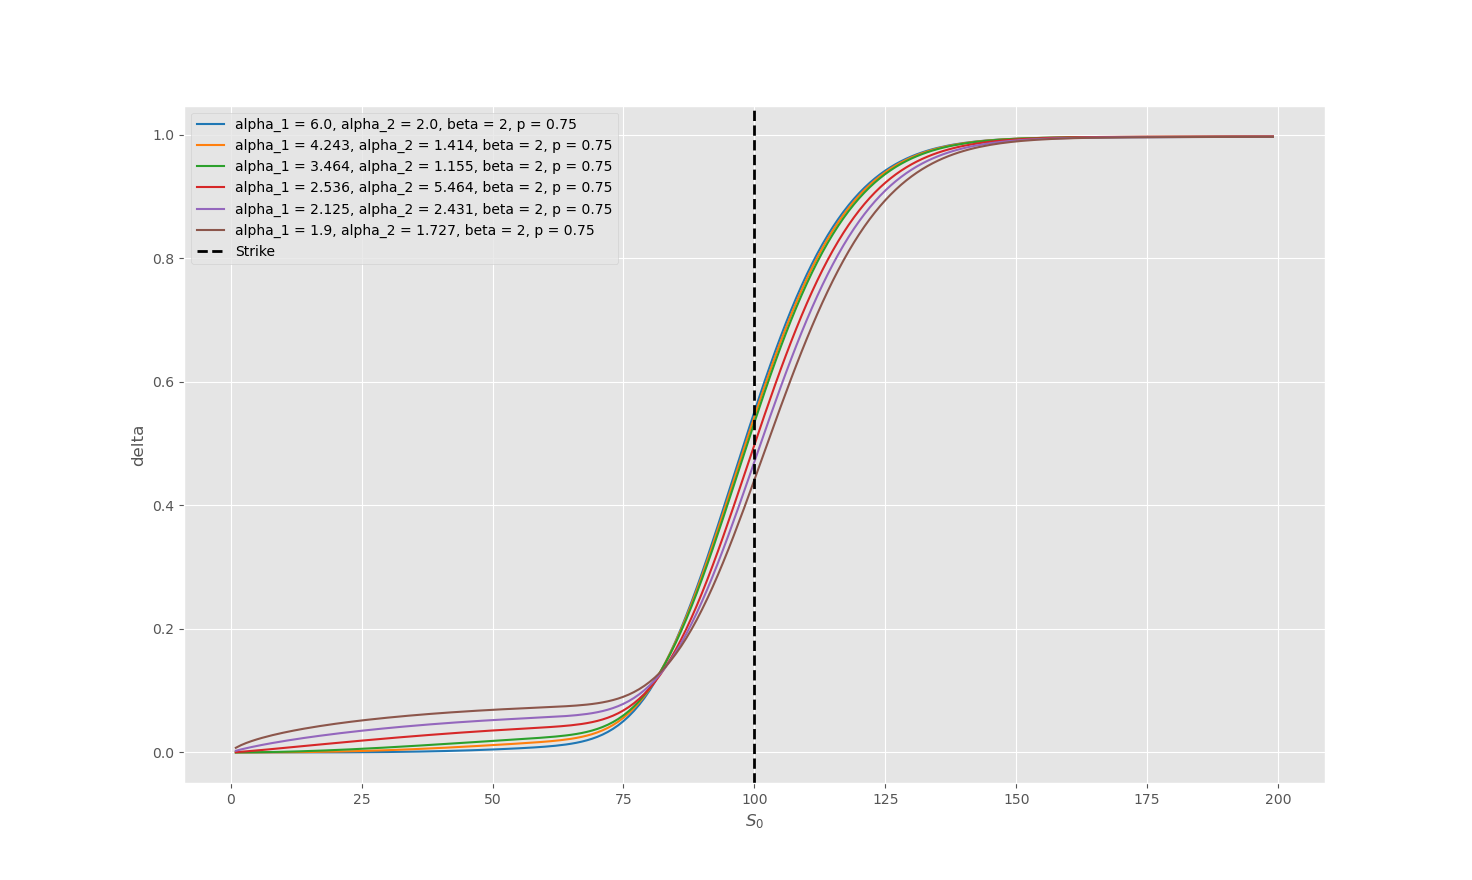 alpha_1 = 6.0, alpha_2 = 2.0, beta = 2, p = 0.75
alpha_1 = 4.243, alpha_2 = 1.414, beta = 2, p = 0.75
alpha_1 = 3.464, alpha_2 = 1.155, beta = 2, p = 0.75
alpha_1 = 2.536, alpha_2 = 5.464, beta = 2, p = 0.75
alpha_1 = 2.125, alpha_2 = 2.431, beta = 2, p = 0.75
alpha_1 = 1.9, alpha_2 = 1.727, beta = 2, p = 0.75
Strike
1.0
0.8
0.6
0.4
0.2
0.0
delta
0 25 50 75 100 125 150 175 200
S₀